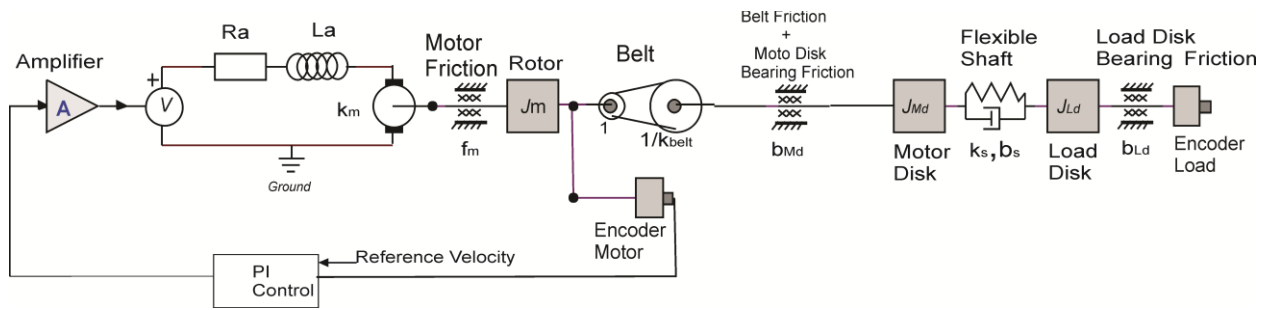 Amplifier
A
+
V
Ra
La
km
Ground
Motor
Friction
fm
Rotor
Jm
Belt
1
1/kbelt
Encoder
Motor
Belt Friction
+
Moto Disk
Bearing Friction
bMd
JMd
Motor
Disk
Flexible
Shaft
ks,bs
JLd
Load
Disk
Load Disk
Bearing Friction
bLd
Encoder
Load
Reference Velocity
PI
Control